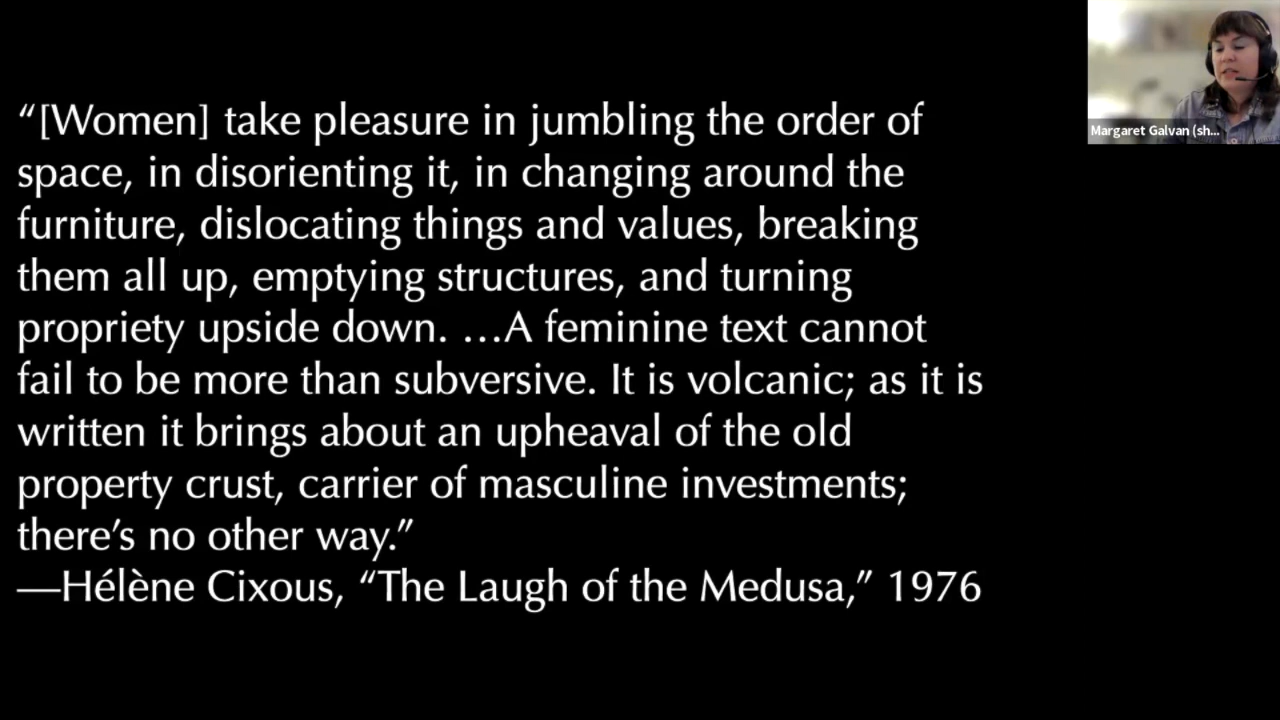 “[Women] take pleasure in jumbling the order of
space, in disorienting it, in changing around the
furniture, dislocating things and values, breaking
them all up, emptying structures, and turning
propriety upside down. …A feminine text cannot
fail to be more than subversive. It is volcanic; as it is
written it brings about an upheaval of the old
property crust, carrier of masculine investments;
there’s no other way.”
—Hélène Cixous, “The Laugh of the Medusa,” 1976
Margaret Galvan (sh...